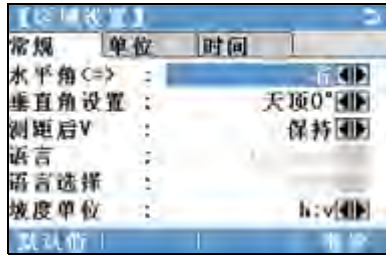 【区域设置】
常规 单位 时间
水平角<=> : 右
垂直角设置 : 天顶0°
测距后V : 保持
语言 :
语言选择 :
坡度单位 : h:v
默认值